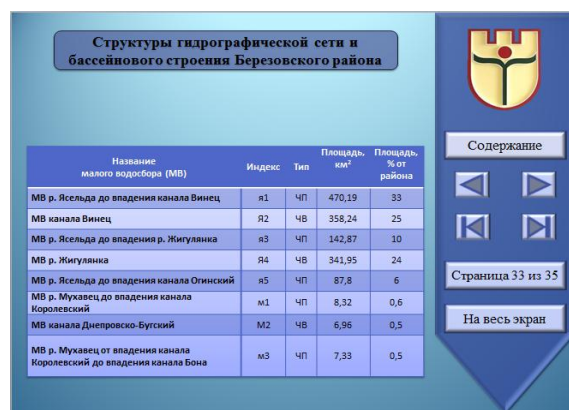 Структуры гидрографической сети и
бассейнового строения Березовского района
Название
малого водосбора (МВ)
Индекс
Тип
Площадь,
км²
Площадь,
% от
района
МВ р. Ясельда до впадения канала Винец я1 ЧП 470,19 33
МВ канала Винец Я2 ЧВ 358,24 25
МВ р. Ясельда до впадения р. Жигулянка я3 ЧП 142,87 10
МВ р. Жигулянка Я4 ЧВ 341,95 24
МВ р. Ясельда до впадения канала Огинский я5 ЧП 87,8 6
МВ р. Мухавец до впадения канала
Королевский м1 ЧП 8,32 0,6
МВ канала Днепровско-Бугский М2 ЧВ 6,96 0,5
МВ р. Мухавец от впадения канала
Королевский до впадения канала Бона м3 ЧП 7,33 0,5
Содержание
Страница 33 из 35
На весь экран